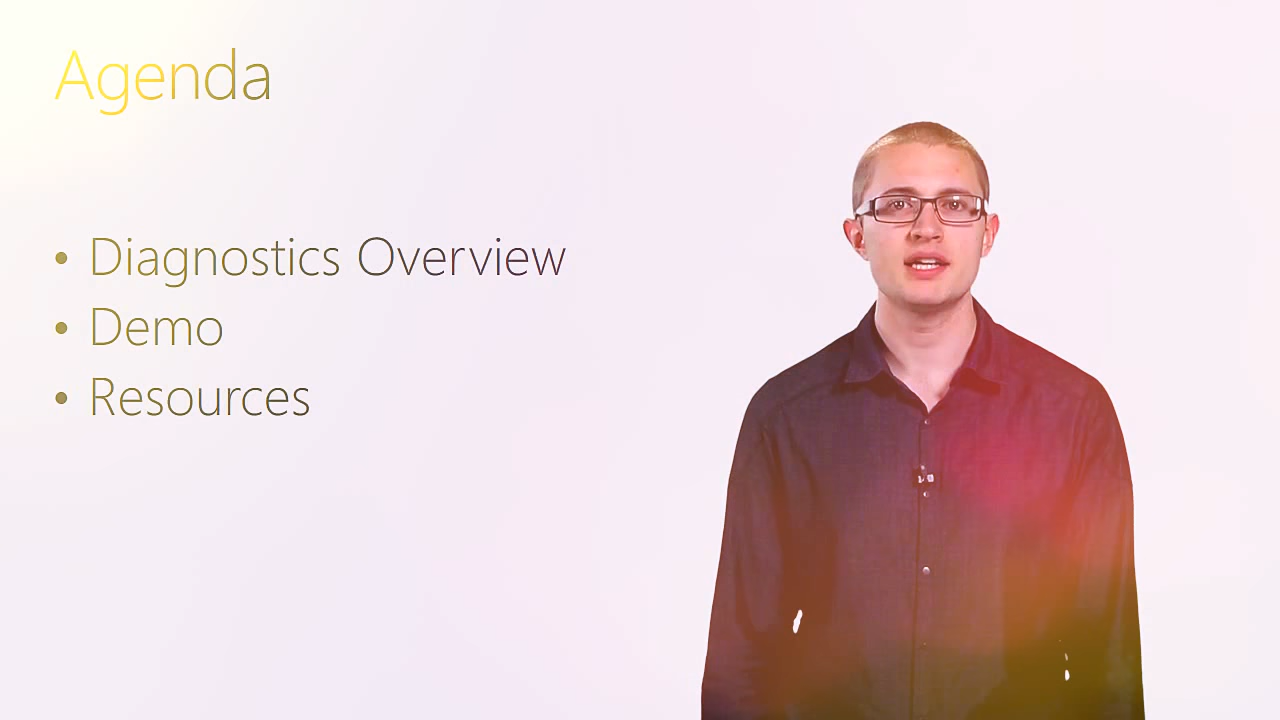 Agenda
• Diagnostics Overview
• Demo
• Resources